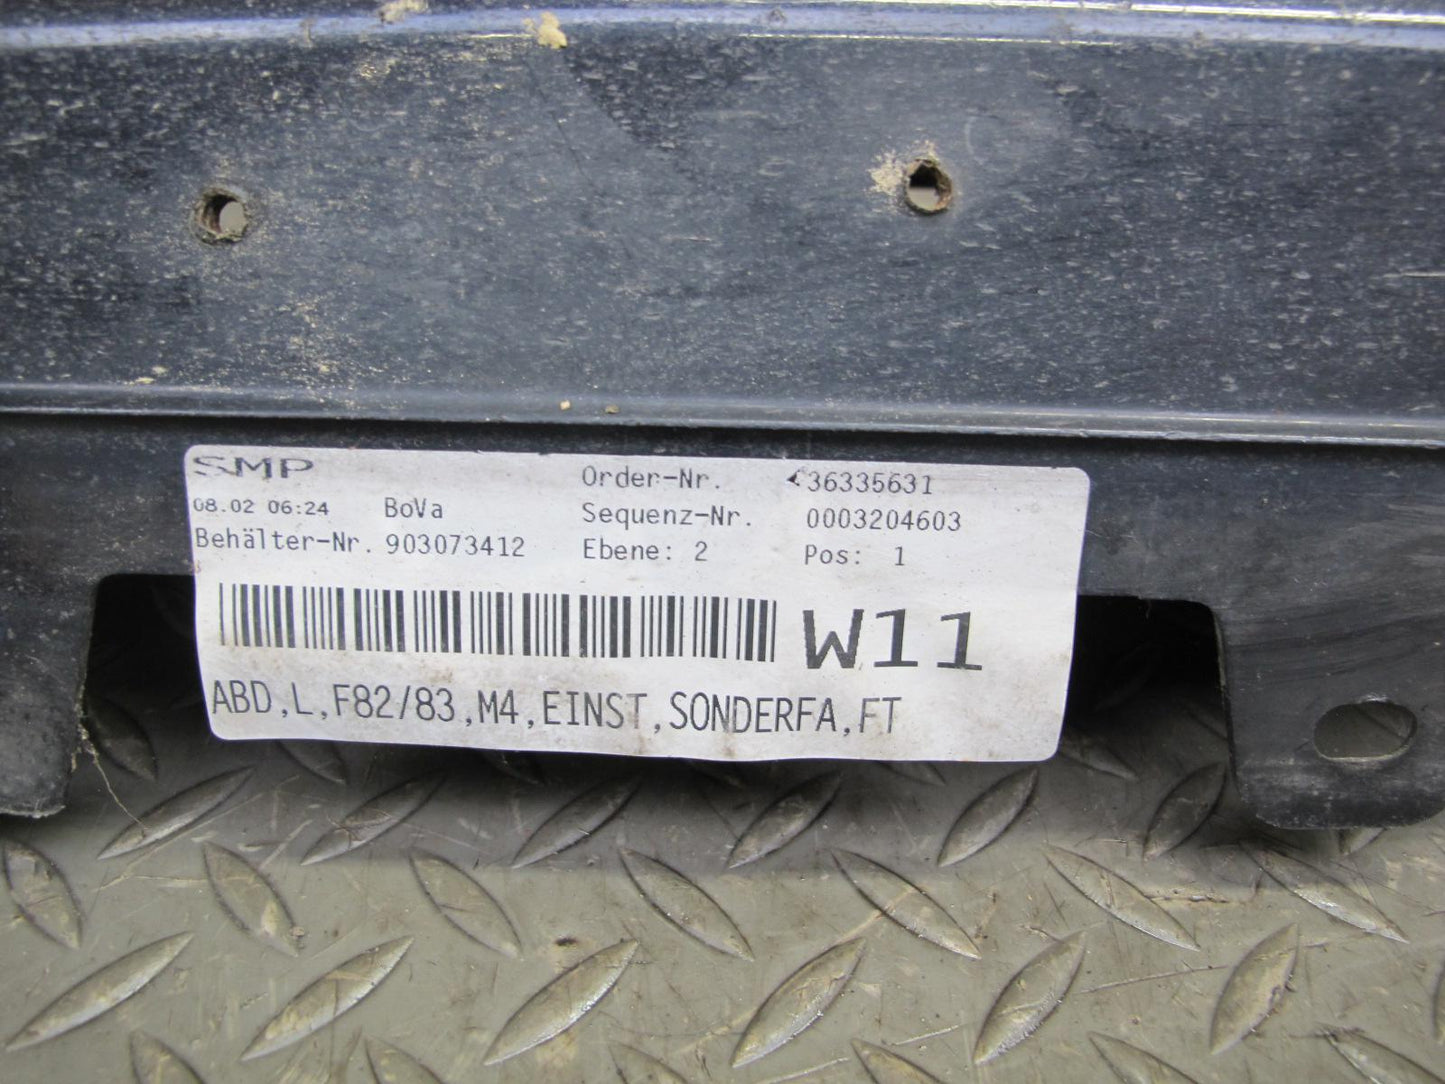 SMP
Order-Nr. 36335631
08.02 06:24 BoVa Sequenz-Nr. 0003204603
Behälter-Nr. 903073412 Ebene: 2 Pos: 1
W11
ABD,L,F82/83,M4,EINST,SONDERFA,FT